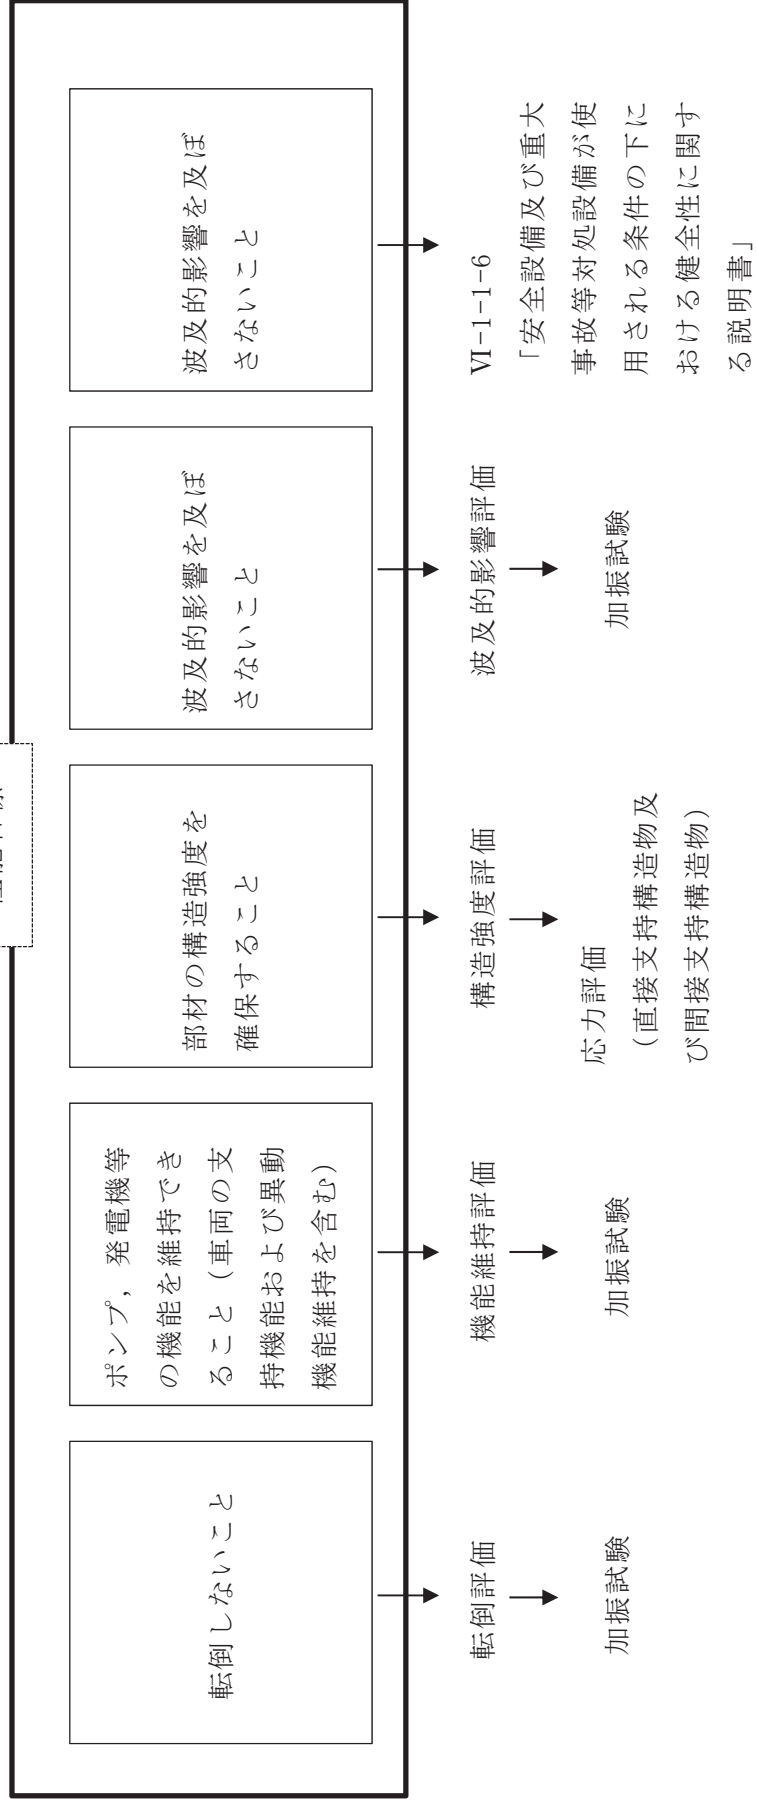 転倒しないこと
ポンプ，発電機等
の機能を維持でき
ること（車両の支
持機能および異動
機能維持を含む）
部材の構造強度を
確保すること
波及的影響を及ぼ
さないこと
波及的影響を及ぼ
さないこと
転倒評価
機能維持評価
構造強度評価
波及的影響評価
Ⅵ-1-1-6
「安全設備及び重大
事故等対処設備が使
用される条件の下に
おける健全性に関す
る説明書」
加振試験
加振試験
応力評価
（直接支持構造物及
び間接支持構造物）
加振試験